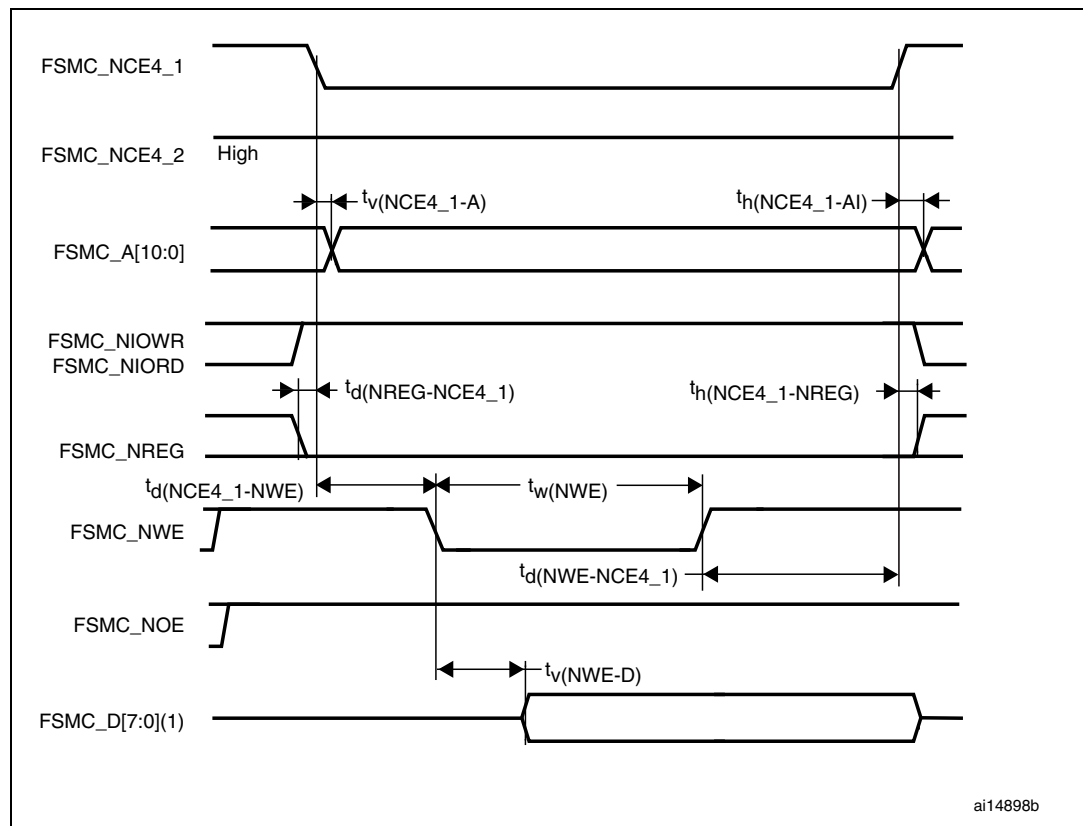 FSMC_NCE4_1
FSMC_NCE4_2
High
tv(NCE4_1-A)
th(NCE4_1-AI)
FSMC_A[10:0]
FSMC_NIOWR
FSMC_NIORD
td(NREG-NCE4_1)
th(NCE4_1-NREG)
FSMC_NREG
td(NCE4_1-NWE)
tw(NWE)
FSMC_NWE
td(NWE-NCE4_1)
FSMC_NOE
tv(NWE-D)
FSMC_D[7:0](1)
ai14898b